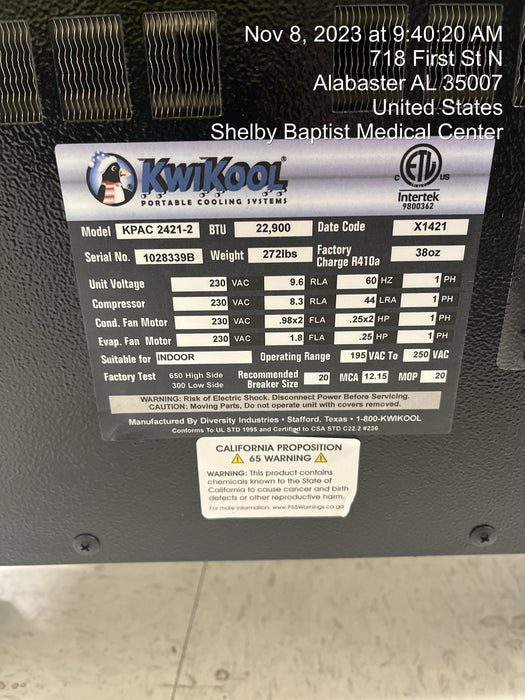 Nov 8, 2023 at 9:40:20 AM
718 First St N
Alabaster AL 35007
United States
Shelby Baptist Medical Center
KWIKOOL®
PORTABLE COOLING SYSTEMS
C ETL US
LISTED
Intertek
9800362
Model KPAC 2421-2 BTU 22,900 Date Code X1421
Serial No. 1028339B Weight 272lbs Factory Charge R410a 38oz
Unit Voltage 230 VAC 9.6 RLA 60 HZ 1 PH
Compressor 230 VAC 8.3 RLA 44 LRA 1 PH
Cond. Fan Motor 230 VAC .98x2 FLA .25x2 HP 1 PH
Evap. Fan Motor 230 VAC 1.8 FLA .25 HP 1 PH
Suitable for INDOOR Operating Range 195 VAC To 250 VAC
Factory Test 650 High Side 300 Low Side Recommended Breaker Size 20 MCA 12.15 MOP 20
WARNING: Risk of Electric Shock. Disconnect Power Before Servicing.
CAUTION: Moving Parts, Do not operate unit with covers removed.
Manufactured By Diversity Industries • Stafford, Texas • 1-800-KWIKOOL
Conforms To UL STD 1995 and Certified to CSA STD C22.2 #236
CALIFORNIA PROPOSITION
65 WARNING
WARNING: This product contains
chemicals known to the State of
California to cause cancer and birth
defects or other reproductive harm.
For more information: www.P65Warnings.ca.gov